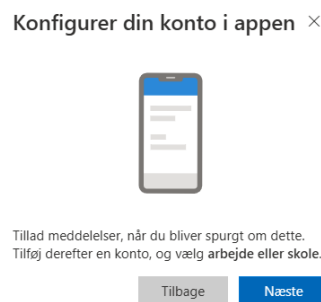 Konfigurer din konto i appen
Tillad meddelelser, når du bliver spurgt om dette.
Tilføj derefter en konto, og vælg arbejde eller skole.
Tilbage
Næste